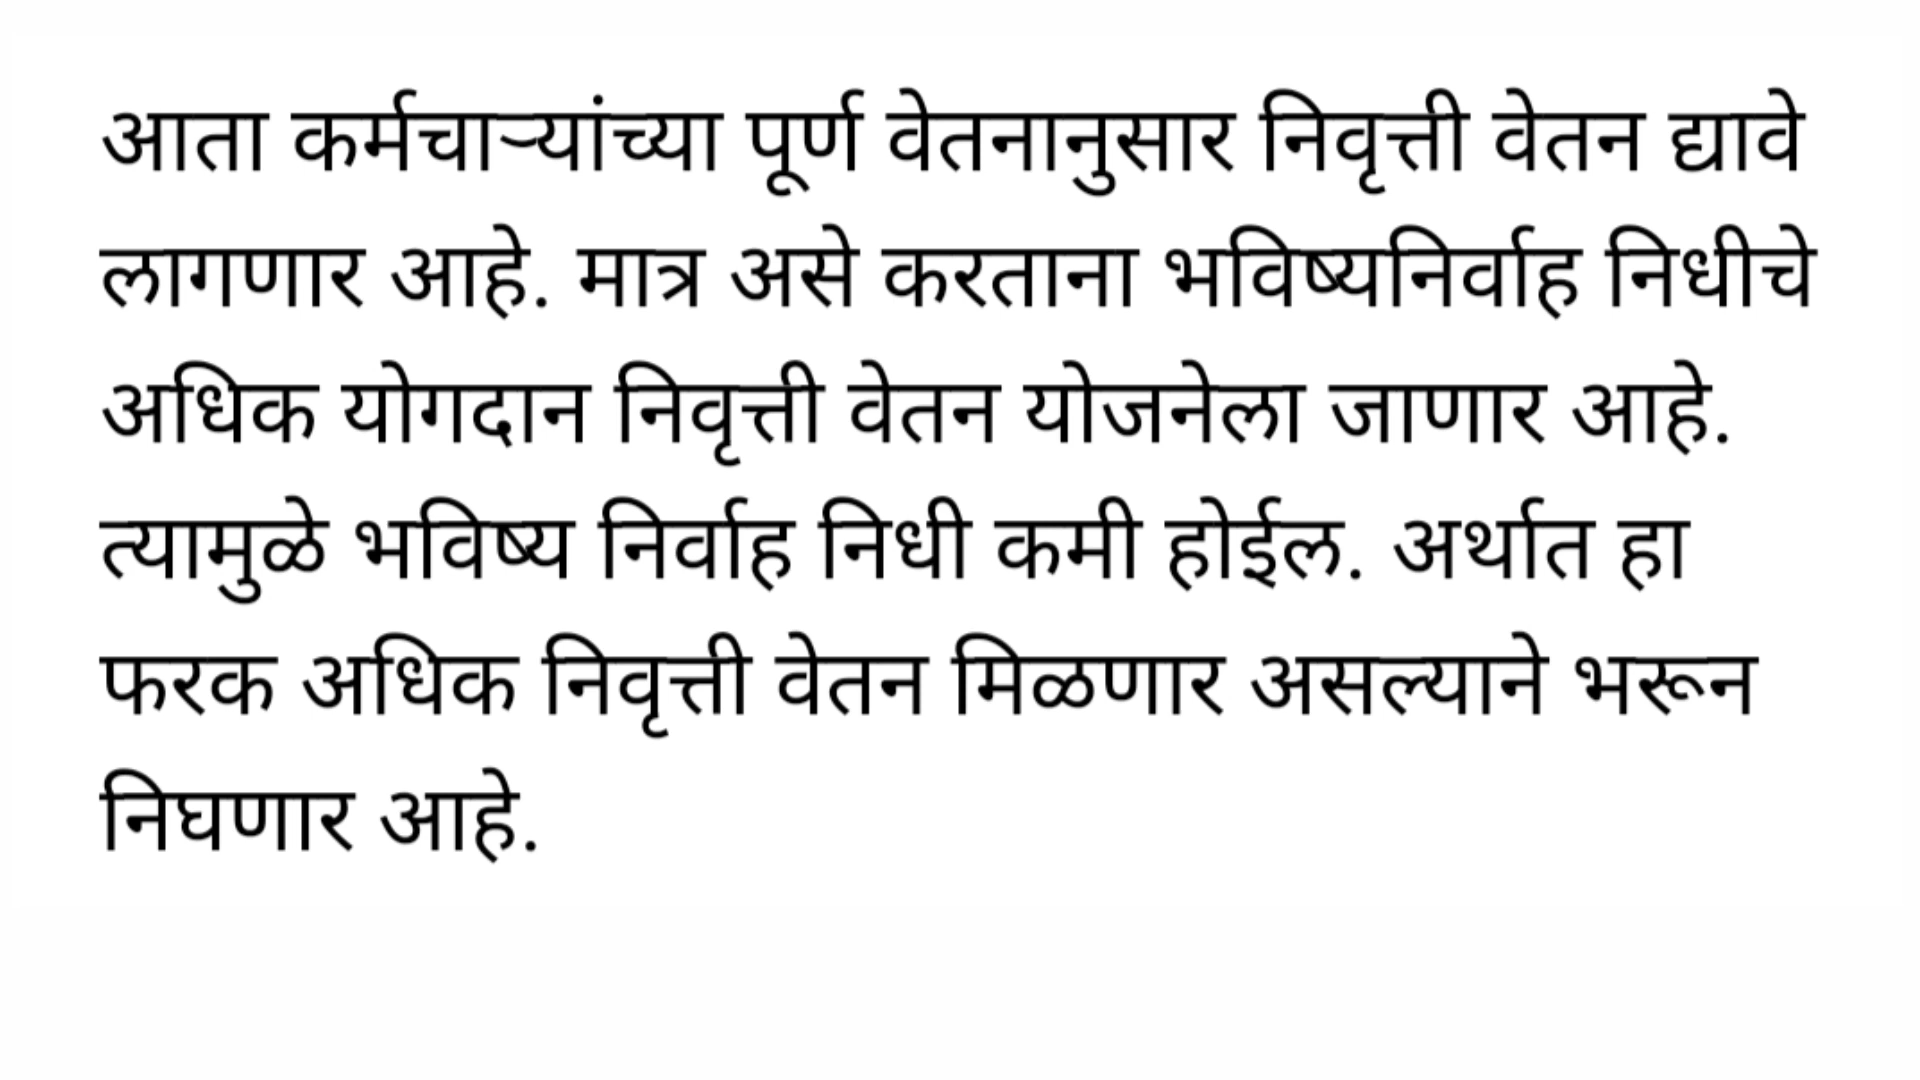 आता कर्मचाऱ्यांच्या पूर्ण वेतनानुसार निवृत्ती वेतन द्यावे
लागणार आहे. मात्र असे करताना भविष्यनिर्वाह निधीचे
अधिक योगदान निवृत्ती वेतन योजनेला जाणार आहे.
त्यामुळे भविष्य निर्वाह निधी कमी होईल. अर्थात हा
फरक अधिक निवृत्ती वेतन मिळणार असल्याने भरून
निघणार आहे.